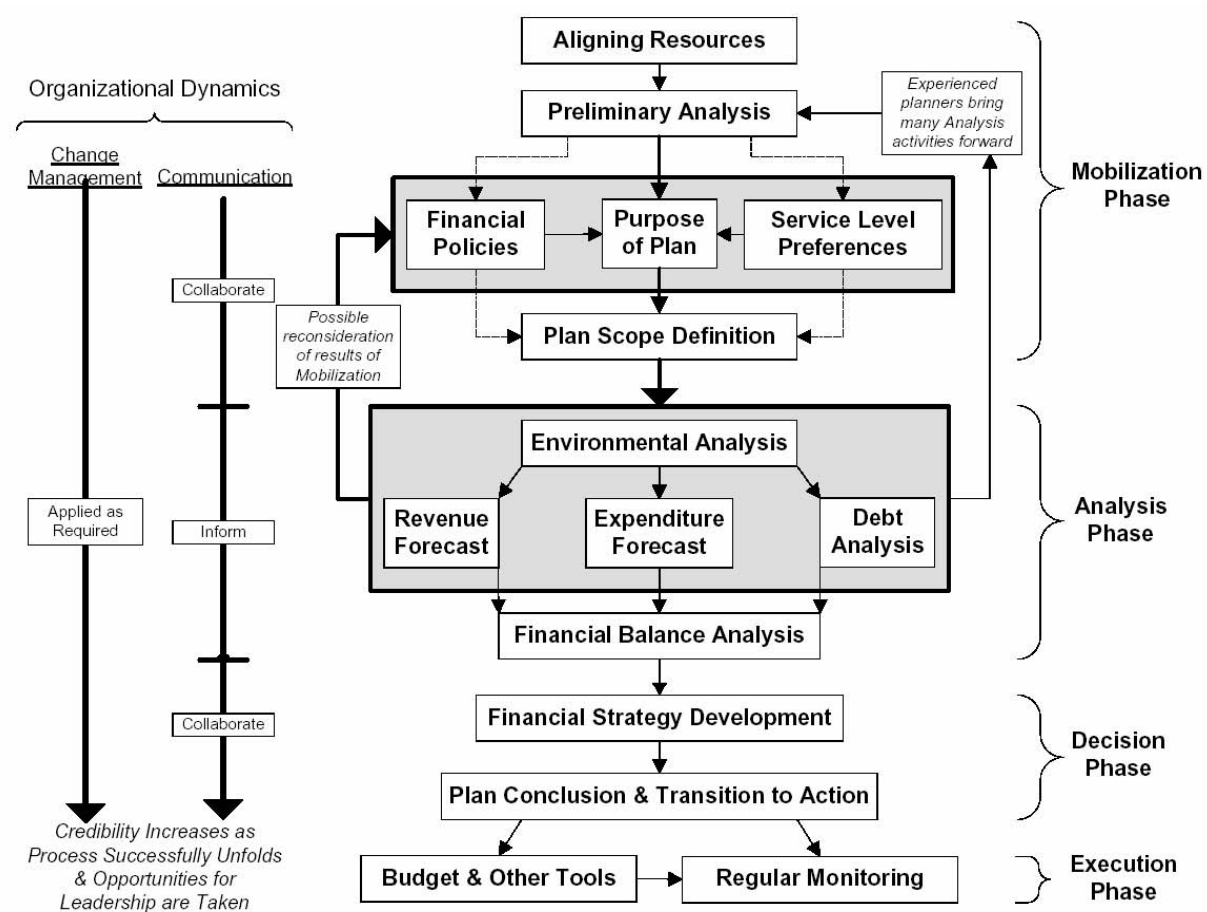 Organizational Dynamics
Change
Management
Communication
Collaborate
Applied as
Required
Inform
Collaborate
Credibility Increases as
Process Successfully Unfolds
& Opportunities for
Leadership are Taken
Aligning Resources
Preliminary Analysis
Experienced
planners bring
many Analysis
activities forward
Financial
Policies
Purpose
of Plan
Service Level
Preferences
Possible
reconsideration
of results of
Mobilization
Plan Scope Definition
Mobilization
Phase
Environmental Analysis
Revenue
Forecast
Expenditure
Forecast
Debt
Analysis
Financial Balance Analysis
Analysis
Phase
Financial Strategy Development
Plan Conclusion & Transition to Action
Decision
Phase
Budget & Other Tools
Regular Monitoring
Execution
Phase